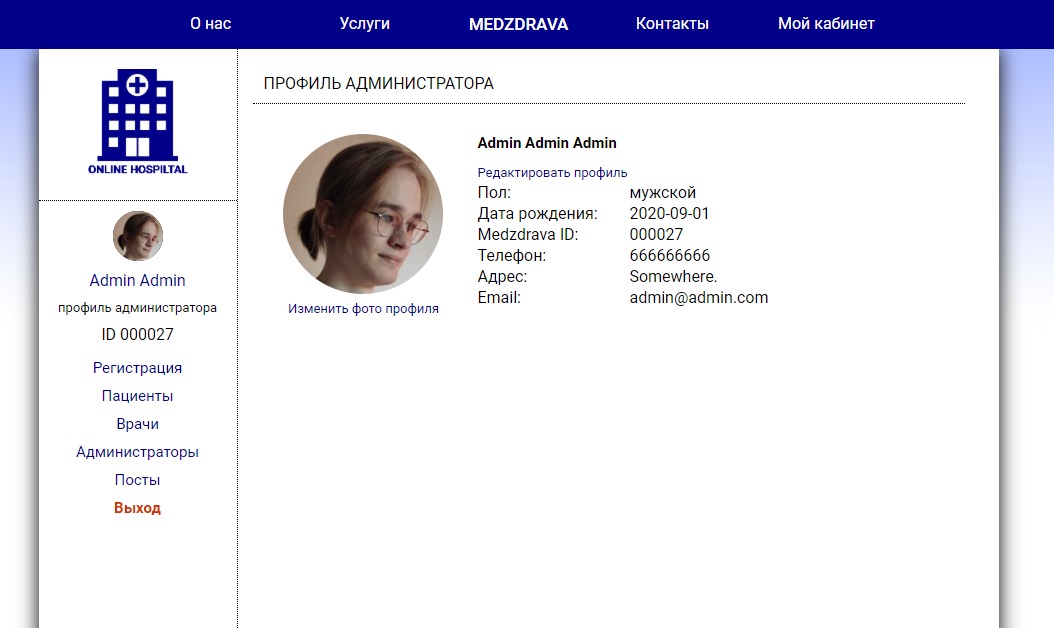 О нас Услуги MEDZDRAVA Контакты Мой кабинет
ONLINE HOSPILTAL
Admin Admin
профиль администратора
ID 000027
Регистрация
Пациенты
Врачи
Администраторы
Посты
Выход
ПРОФИЛЬ АДМИНИСТРАТОРА
Изменить фото профиля
Admin Admin Admin
Редактировать профиль
Пол: мужской
Дата рождения: 2020-09-01
Medzdrava ID: 000027
Телефон: 666666666
Адрес: Somewhere.
Email: admin@admin.com